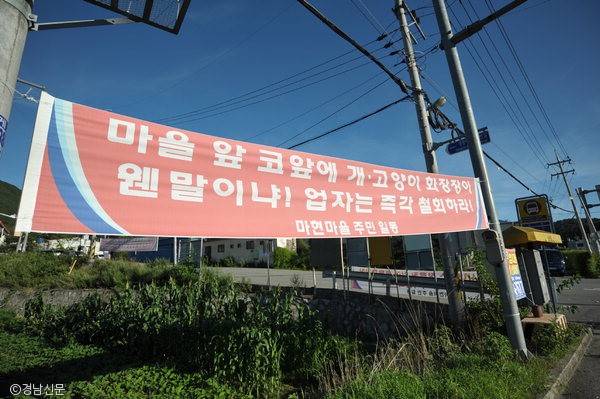 마을 앞 코앞에 개·고양이 화장장이
웬 말이냐! 업자는 즉각 철회하라!
마현마을 주민 일동
©경남신문